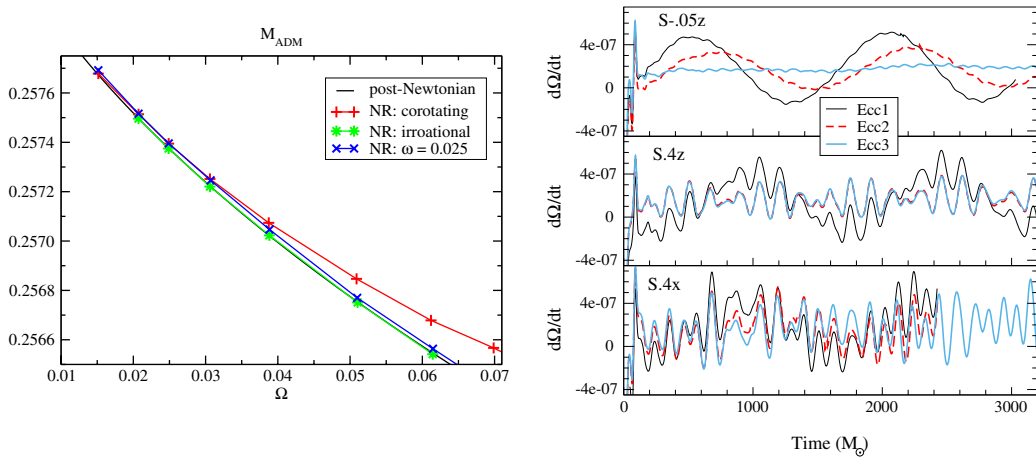 M_ADM
post-Newtonian
NR: corotating
NR: irroational
NR: ω = 0.025
0.2576
0.2574
0.2572
0.2570
0.2568
0.2566
0.01 0.02 0.03 0.04 0.05 0.06 0.07
Ω
S-.05z
4e-07
0
-4e-07
dΩ/dt
Ecc1
Ecc2
Ecc3
S.4z
4e-07
0
-4e-07
dΩ/dt
S.4x
4e-07
0
-4e-07
dΩ/dt
0 1000 2000 3000
Time (M⊙)